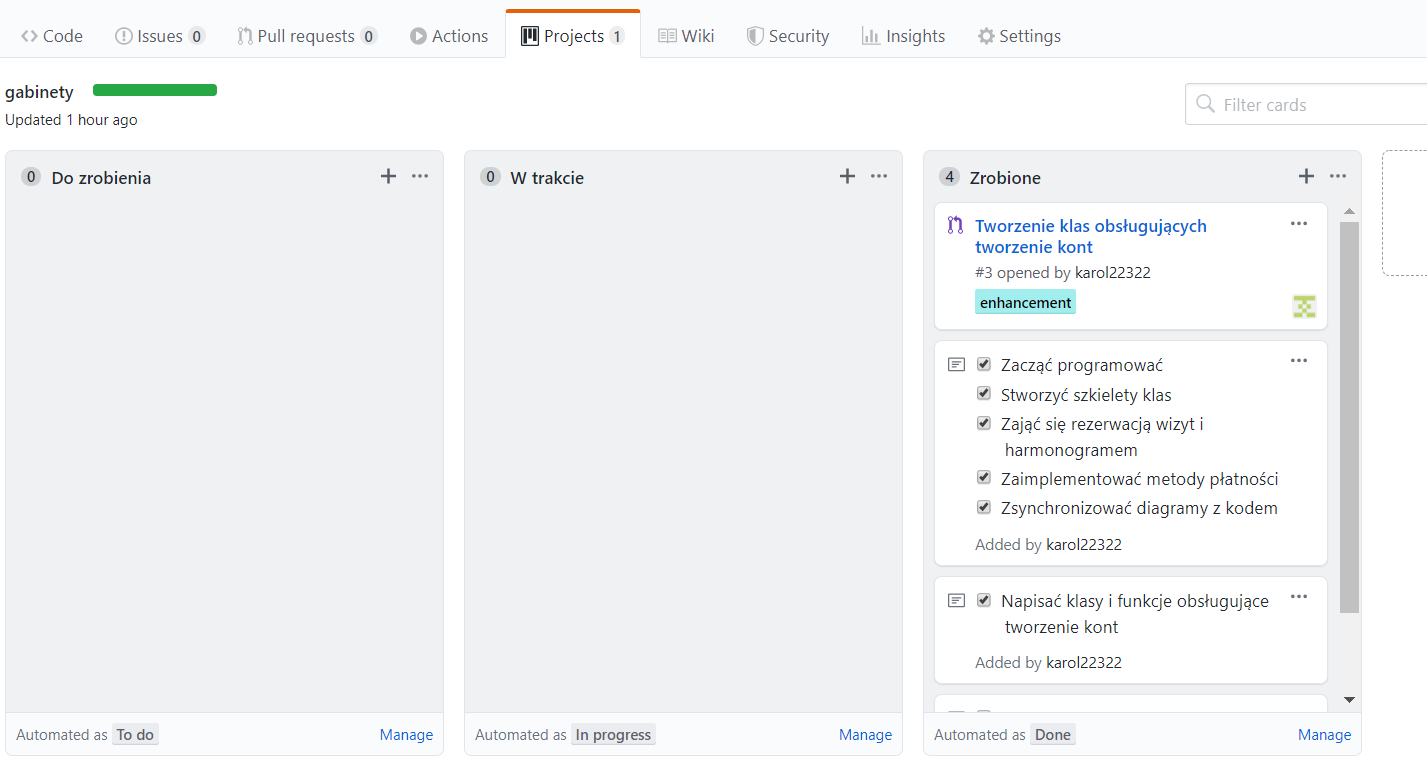 Code Issues 0 Pull requests 0 Actions Projects 1 Wiki Security Insights Settings
gabinety
Updated 1 hour ago
Filter cards
0 Do zrobienia
Automated as To do Manage
0 W trakcie
Automated as In progress Manage
4 Zrobione
Tworzenie klas obsługujących
tworzenie kont
#3 opened by karol22322
enhancement
Zacząć programować
Stworzyć szkielety klas
Zająć się rezerwacją wizyt i
harmonogramem
Zaimplementować metody płatności
Zsynchronizować diagramy z kodem
Added by karol22322
Napisać klasy i funkcje obsługujące
tworzenie kont
Added by karol22322
Automated as Done Manage